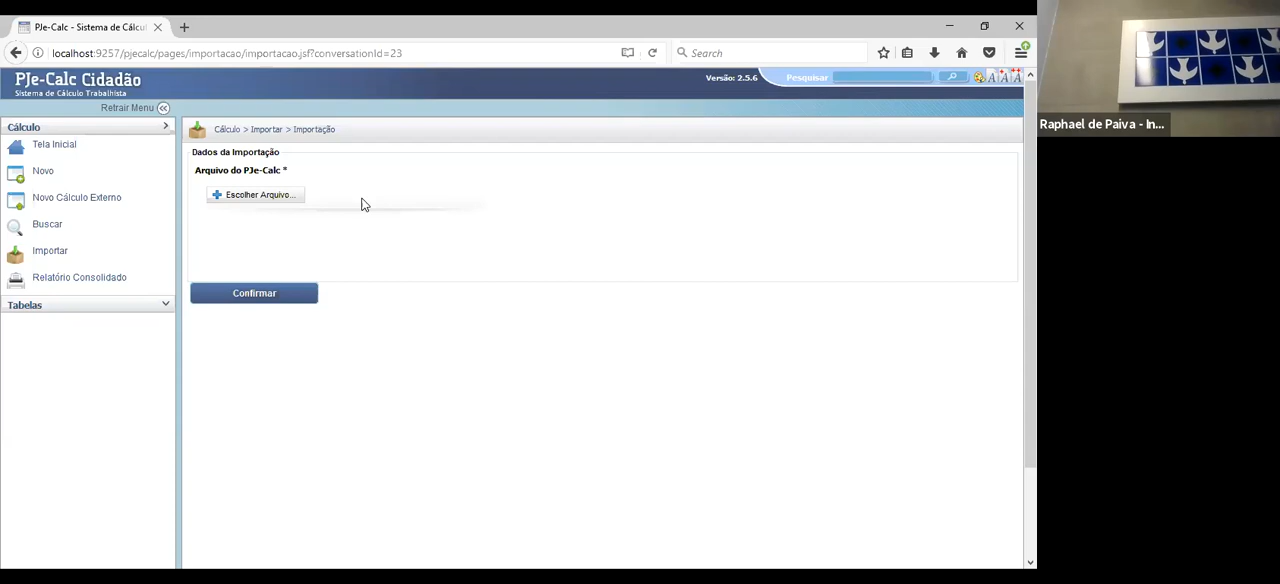 PJe-Calc - Sistema de Cálcu
localhost:9257/pjecalc/pages/importacao/importacao.jsf?conversationId=23
Search
PJe-Calc Cidadão
Sistema de Cálculo Trabalhista
Versão: 2.5.6
Pesquisar
A A A
Retrair Menu
Cálculo
Tela Inicial
Novo
Novo Cálculo Externo
Buscar
Importar
Relatório Consolidado
Tabelas
Cálculo > Importar > Importação
Dados da Importação
Arquivo do PJe-Calc *
Escolher Arquivo...
Confirmar
Raphael de Paiva - In...